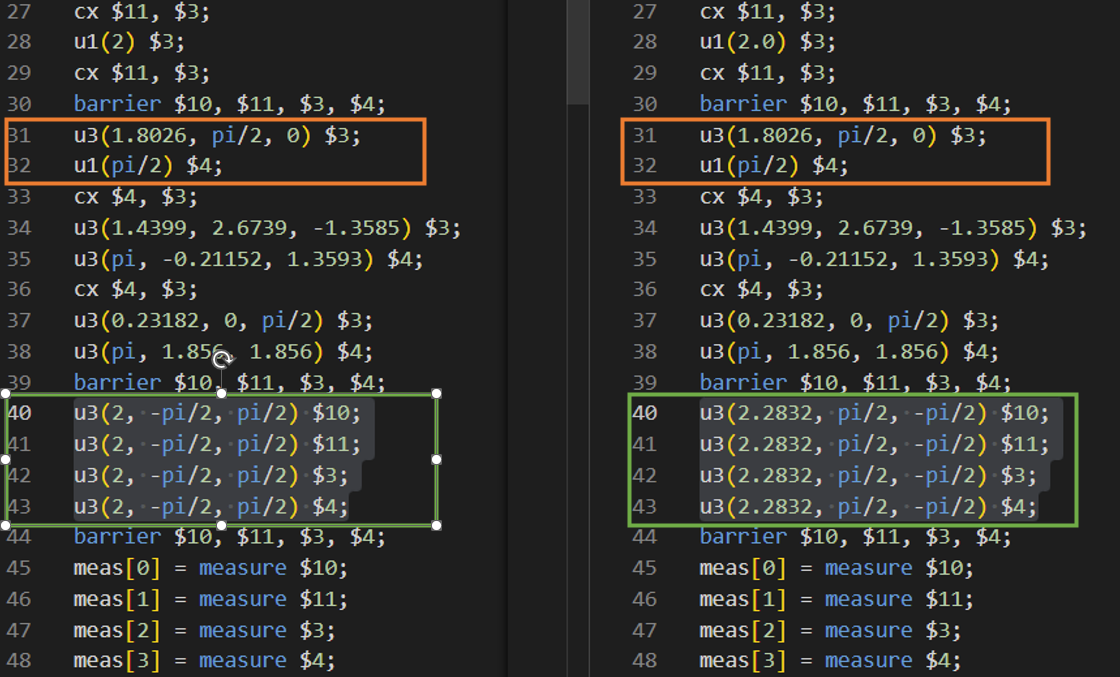 27 cx $11, $3;
28 u1(2) $3;
29 cx $11, $3;
30 barrier $10, $11, $3, $4;
31 u3(1.8026, pi/2, 0) $3;
32 u1(pi/2) $4;
33 cx $4, $3;
34 u3(1.4399, 2.6739, -1.3585) $3;
35 u3(pi, -0.21152, 1.3593) $4;
36 cx $4, $3;
37 u3(0.23182, 0, pi/2) $3;
38 u3(pi, 1.856, 1.856) $4;
39 barrier $10, $11, $3, $4;
40 u3(2, -pi/2, pi/2) $10;
41 u3(2, -pi/2, pi/2) $11;
42 u3(2, -pi/2, pi/2) $3;
43 u3(2, -pi/2, pi/2) $4;
44 barrier $10, $11, $3, $4;
45 meas[0] = measure $10;
46 meas[1] = measure $11;
47 meas[2] = measure $3;
48 meas[3] = measure $4;
27 cx $11, $3;
28 u1(2.0) $3;
29 cx $11, $3;
30 barrier $10, $11, $3, $4;
31 u3(1.8026, pi/2, 0) $3;
32 u1(pi/2) $4;
33 cx $4, $3;
34 u3(1.4399, 2.6739, -1.3585) $3;
35 u3(pi, -0.21152, 1.3593) $4;
36 cx $4, $3;
37 u3(0.23182, 0, pi/2) $3;
38 u3(pi, 1.856, 1.856) $4;
39 barrier $10, $11, $3, $4;
40 u3(2.2832, pi/2, -pi/2) $10;
41 u3(2.2832, pi/2, -pi/2) $11;
42 u3(2.2832, pi/2, -pi/2) $3;
43 u3(2.2832, pi/2, -pi/2) $4;
44 barrier $10, $11, $3, $4;
45 meas[0] = measure $10;
46 meas[1] = measure $11;
47 meas[2] = measure $3;
48 meas[3] = measure $4;